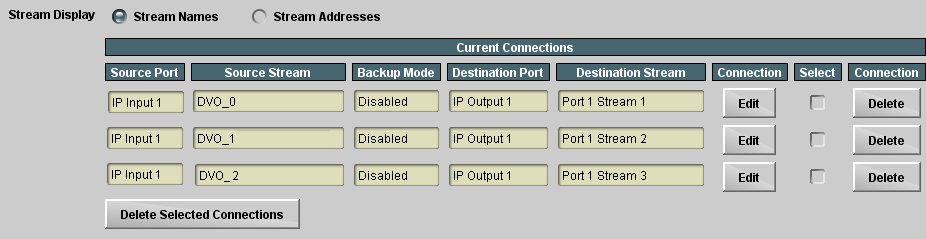 Stream Display Stream Names Stream Addresses
Current Connections
Source Port Source Stream Backup Mode Destination Port Destination Stream Connection Select Connection
IP Input 1 DVO_0 Disabled IP Output 1 Port 1 Stream 1 Edit Delete
IP Input 1 DVO_1 Disabled IP Output 1 Port 1 Stream 2 Edit Delete
IP Input 1 DVO_2 Disabled IP Output 1 Port 1 Stream 3 Edit Delete
Delete Selected Connections